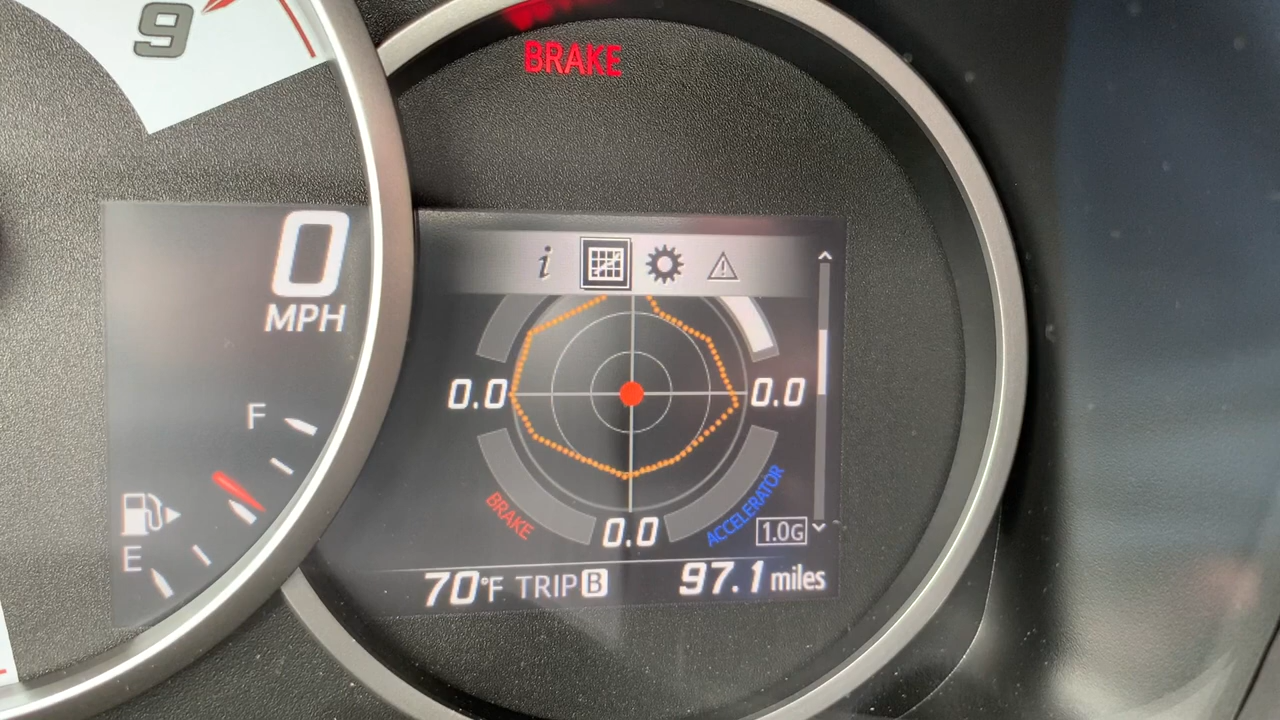 9
BRAKE
0
MPH
i
0.0
0.0
F
E
BRAKE
ACCELERATOR
0.0
1.0G
70°F TRIP B 97.1 miles